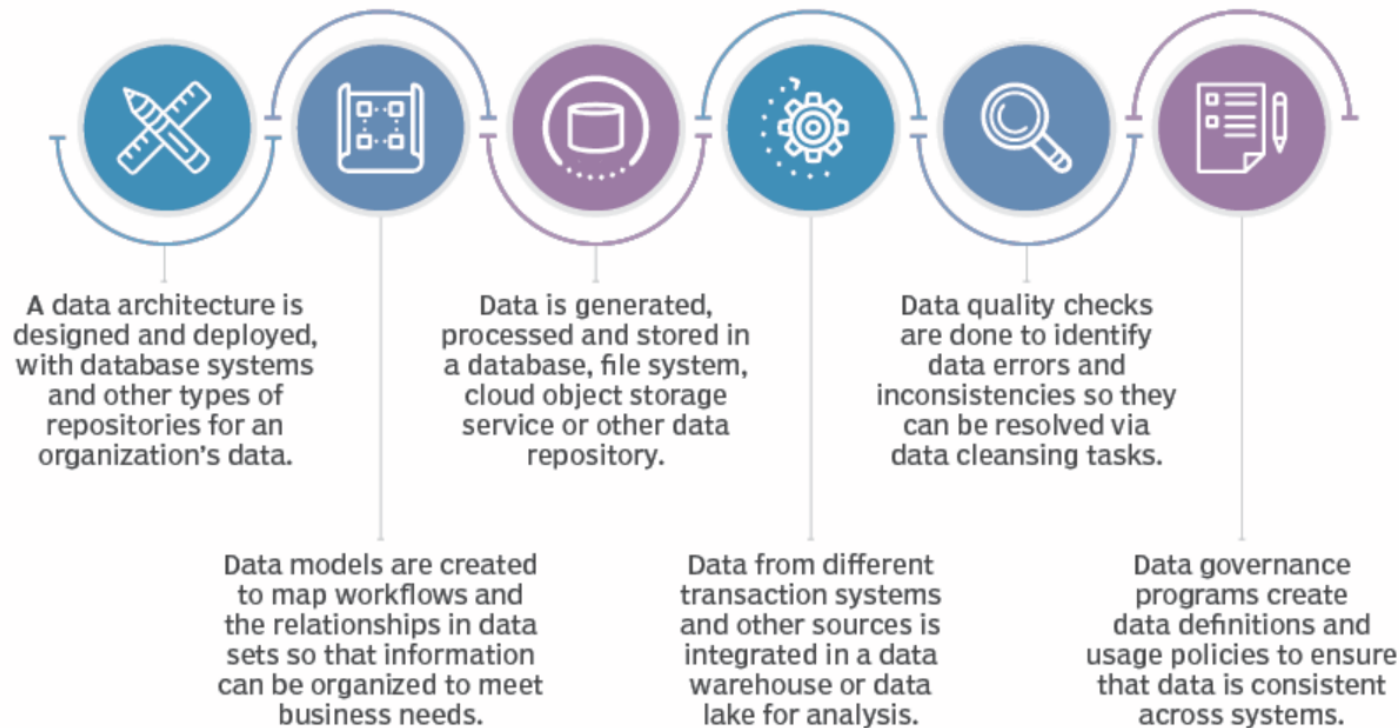 A data architecture is
designed and deployed,
with database systems
and other types of
repositories for an
organization's data.
Data models are created
to map workflows and
the relationships in data
sets so that information
can be organized to meet
business needs.
Data is generated,
processed and stored in
a database, file system,
cloud object storage
service or other data
repository.
Data from different
transaction systems
and other sources is
integrated in a data
warehouse or data
lake for analysis.
Data quality checks
are done to identify
data errors and
inconsistencies so they
can be resolved via
data cleansing tasks.
Data governance
programs create
data definitions and
usage policies to ensure
that data is consistent
across systems.